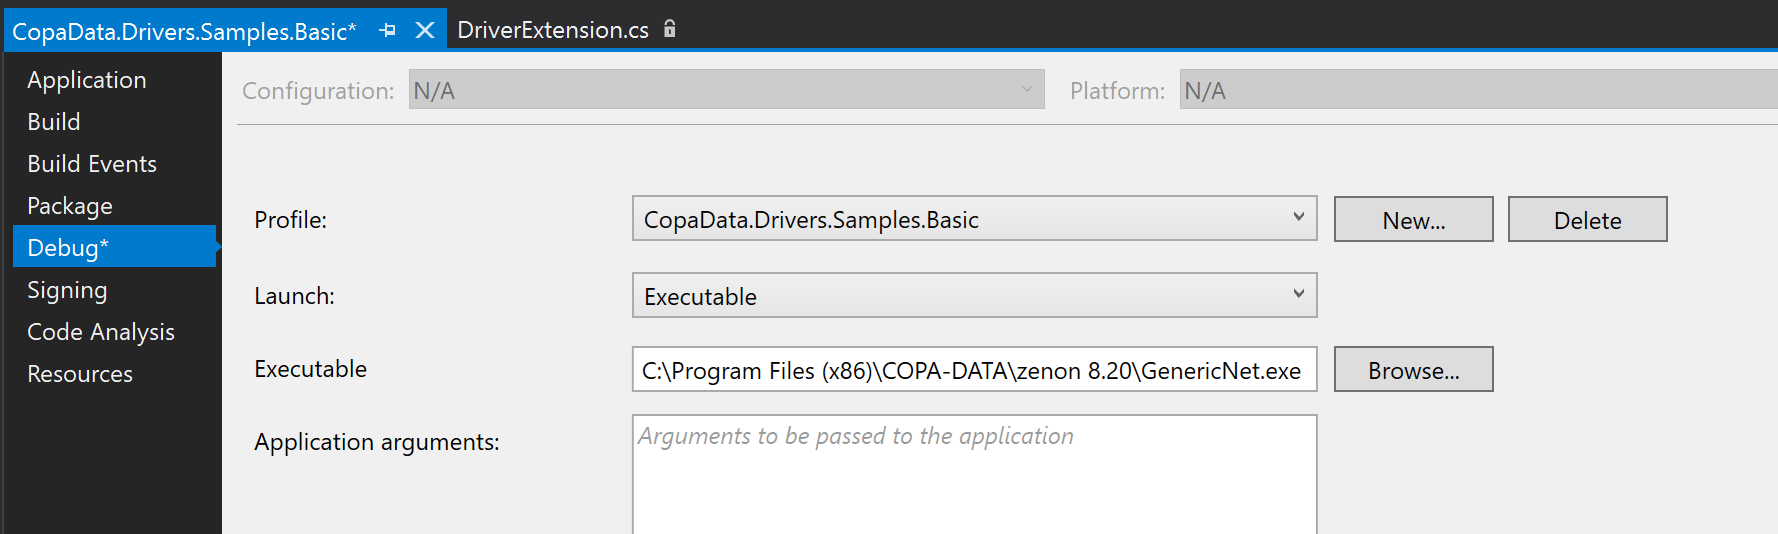 CopaData.Drivers.Samples.Basic* DriverExtension.cs
Application
Build
Build Events
Package
Debug*
Signing
Code Analysis
Resources
Configuration: N/A Platform: N/A
Profile: CopaData.Drivers.Samples.Basic New... Delete
Launch: Executable
Executable C:\Program Files (x86)\COPA-DATA\zenon 8.20\GenericNet.exe Browse...
Application arguments: Arguments to be passed to the application